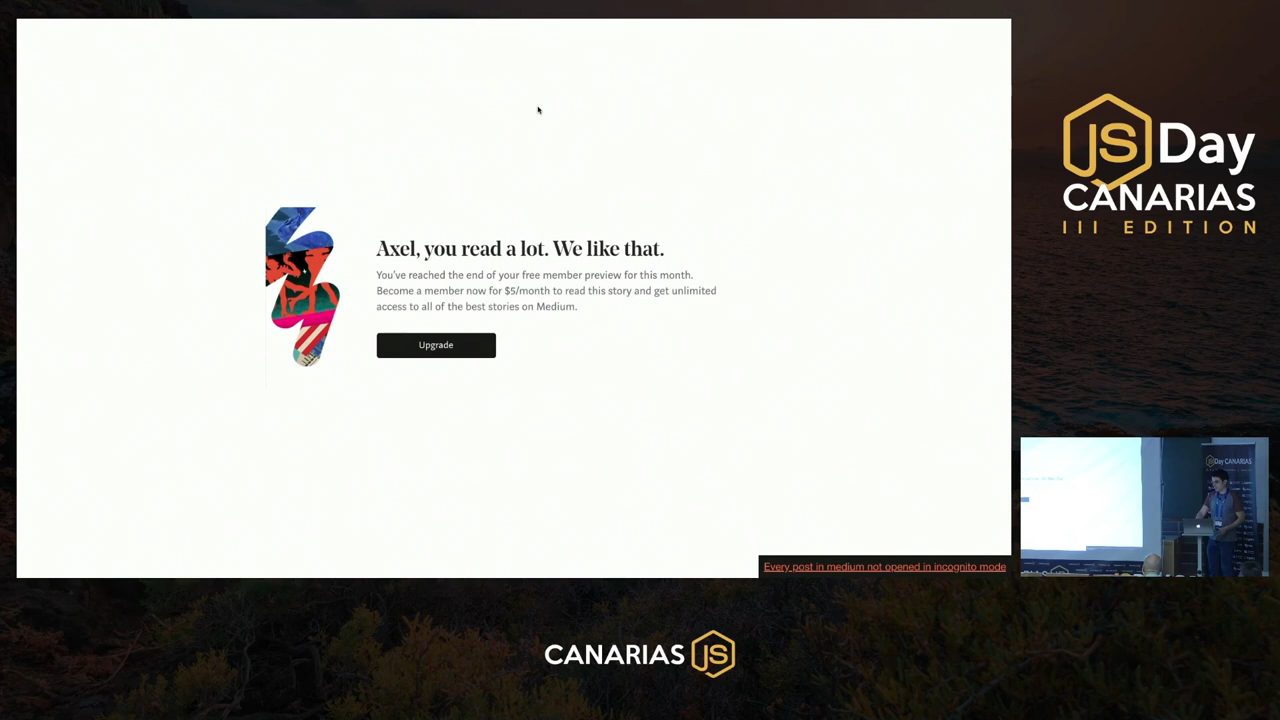 Axel, you read a lot. We like that.
You've reached the end of your free member preview for this month.
Become a member now for $5/month to read this story and get unlimited
access to all of the best stories on Medium.
Upgrade
Every post in medium not opened in incognito mode
JS Day
CANARIAS
III EDITION
JS Day CANARIAS
CANARIAS JS